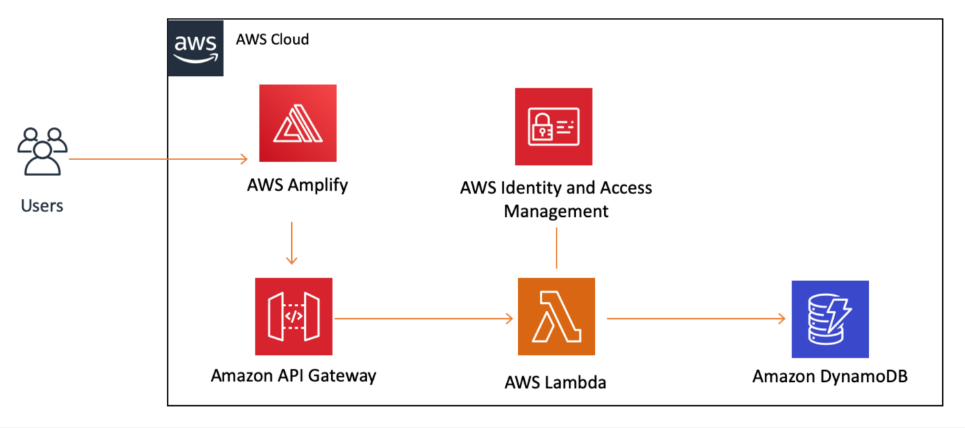 aws
AWS Cloud
AWS Amplify
AWS Identity and Access
Management
Users
</>
Amazon API Gateway
AWS Lambda
Amazon DynamoDB